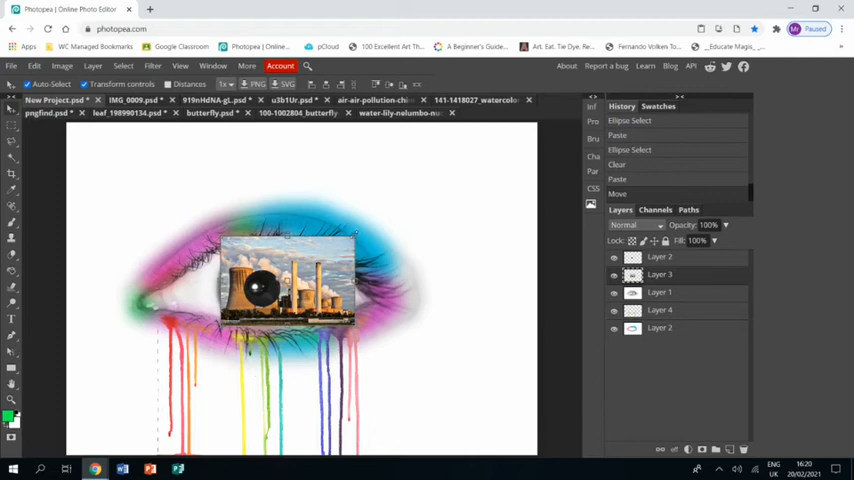 Photopea | Online Photo Editor
photopea.com
Mr
Paused
Apps
WC Managed Bookmarks
Google Classroom
Photopea | Online...
pCloud
100 Excellent Art Th...
A Beginner's Guide...
Art. Eat. Tie Dye. Re...
Fernando Volken To...
_Educate Magis_ ...
File Edit Image Layer Select Filter View Window More Account
About Report a bug Learn Blog API
Auto-Select Transform controls Distances 1x PNG SVG
New Project.psd * IMG_0009.psd * 919nHdNA-gL.psd * u3b1Ur.psd * air-air-pollution-chi 141-1418027_watercolo
pngfind.psd * leaf_198990134.psd * butterfly.psd * 100-1002804_butterfly water-lily-nelumbo-nu
Inf
Pro
Bru
Cha
Par
CSS
History Swatches
Ellipse Select
Paste
Ellipse Select
Clear
Paste
Move
Layers Channels Paths
Normal Opacity: 100%
Lock: Fill: 100%
Layer 2
Layer 3
Layer 1
Layer 4
Layer 2
ENG
UK
16:20
20/02/2021